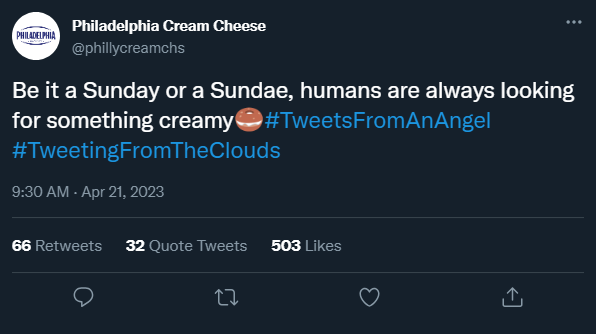 PHILADELPHIA
Philadelphia Cream Cheese
@phillycreamchs
Be it a Sunday or a Sundae, humans are always looking
for something creamy🥯#TweetsFromAnAngel
#TweetingFromTheClouds
9:30 AM · Apr 21, 2023
66 Retweets 32 Quote Tweets 503 Likes